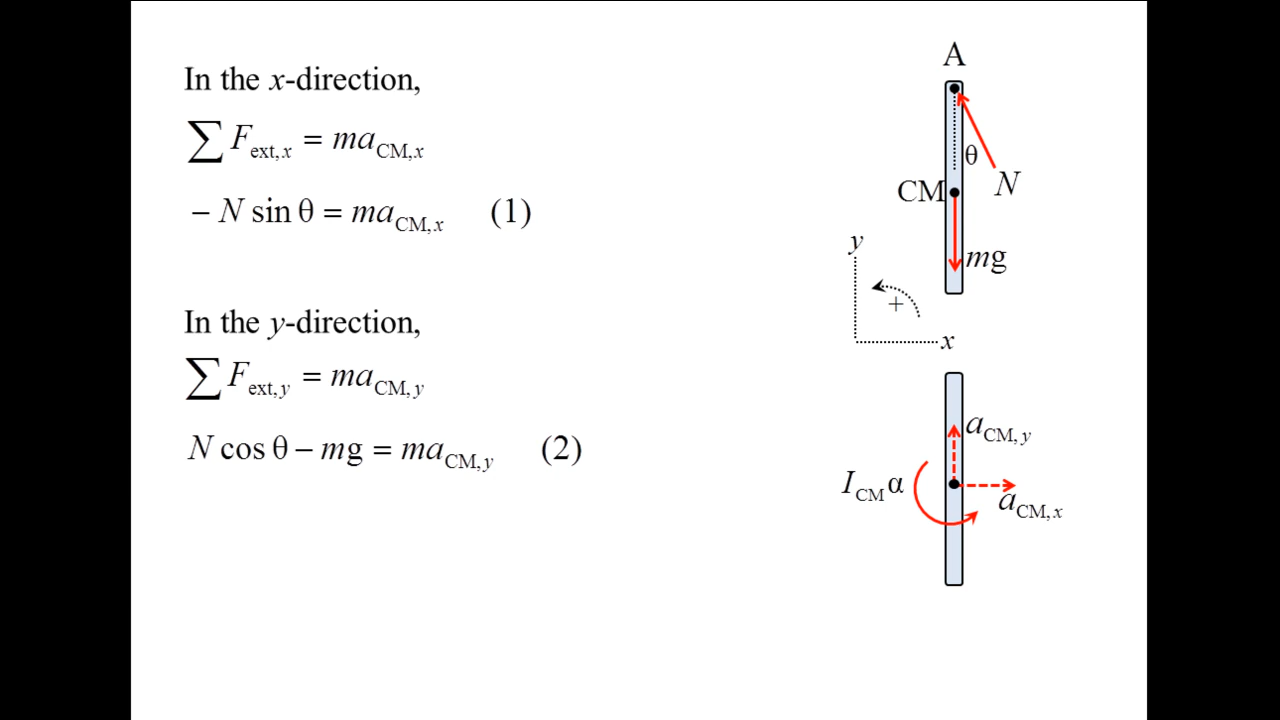 In the x-direction,
∑ F_ext,x = ma_CM,x
− N sin θ = ma_CM,x (1)
In the y-direction,
∑ F_ext,y = ma_CM,y
N cos θ − mg = ma_CM,y (2)
A
θ
N
CM
mg
y
+
x
a_CM,y
I_CM α
a_CM,x